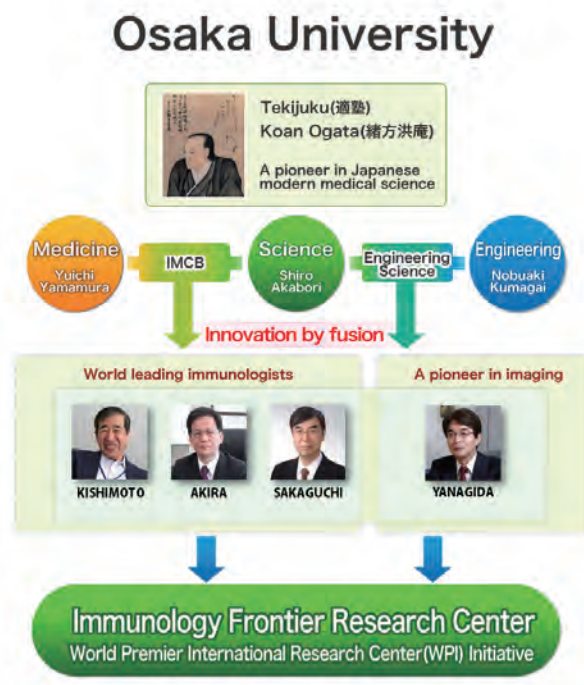 Osaka University
Tekijuku(適塾)
Koan Ogata(緒方洪庵)
A pioneer in Japanese
modern medical science
Medicine
Yuichi
Yamamura
IMCB
Science
Shiro
Akabori
Engineering
Science
Engineering
Nobuaki
Kumagai
Innovation by fusion
World leading immunologists
A pioneer in imaging
KISHIMOTO
AKIRA
SAKAGUCHI
YANAGIDA
Immunology Frontier Research Center
World Premier International Research Center(WPI) Initiative